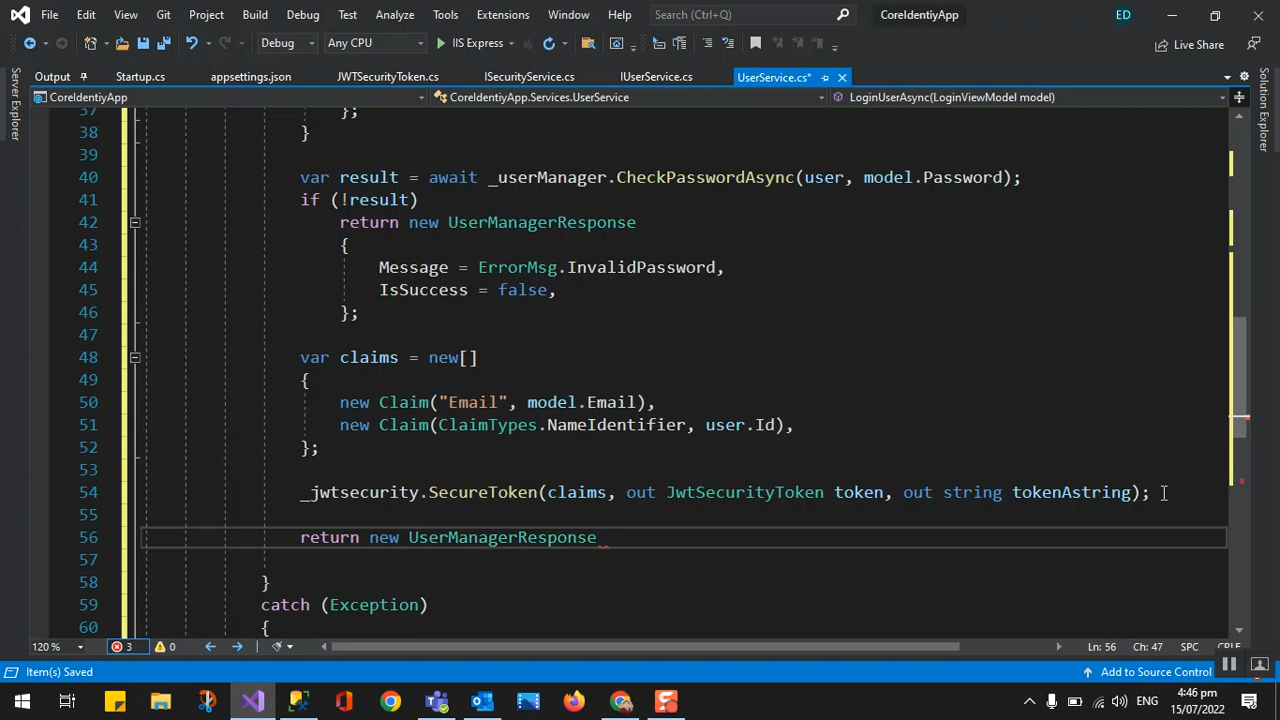 File Edit View Git Project Build Debug Test Analyze Tools Extensions Window Help Search (Ctrl+Q) CoreIdentiyApp ED
Debug Any CPU IIS Express Live Share
Output Startup.cs appsettings.json JWTSecurityToken.cs ISecurityService.cs IUserService.cs UserService.cs*
CoreIdentiyApp CoreIdentiyApp.Services.UserService LoginUserAsync(LoginViewModel model)
Server Explorer
Solution Explorer
37 };
38 }
39
40 var result = await _userManager.CheckPasswordAsync(user, model.Password);
41 if (!result)
42 return new UserManagerResponse
43 {
44 Message = ErrorMsg.InvalidPassword,
45 IsSuccess = false,
46 };
47
48 var claims = new[]
49 {
50 new Claim("Email", model.Email),
51 new Claim(ClaimTypes.NameIdentifier, user.Id),
52 };
53
54 _jwtsecurity.SecureToken(claims, out JwtSecurityToken token, out string tokenAstring);
55
56 return new UserManagerResponse
57
58 }
59 catch (Exception)
60 {
120 % 3 0 Ln: 56 Ch: 47 SPC CRLF
Item(s) Saved Add to Source Control
ENG 4:46 pm
15/07/2022